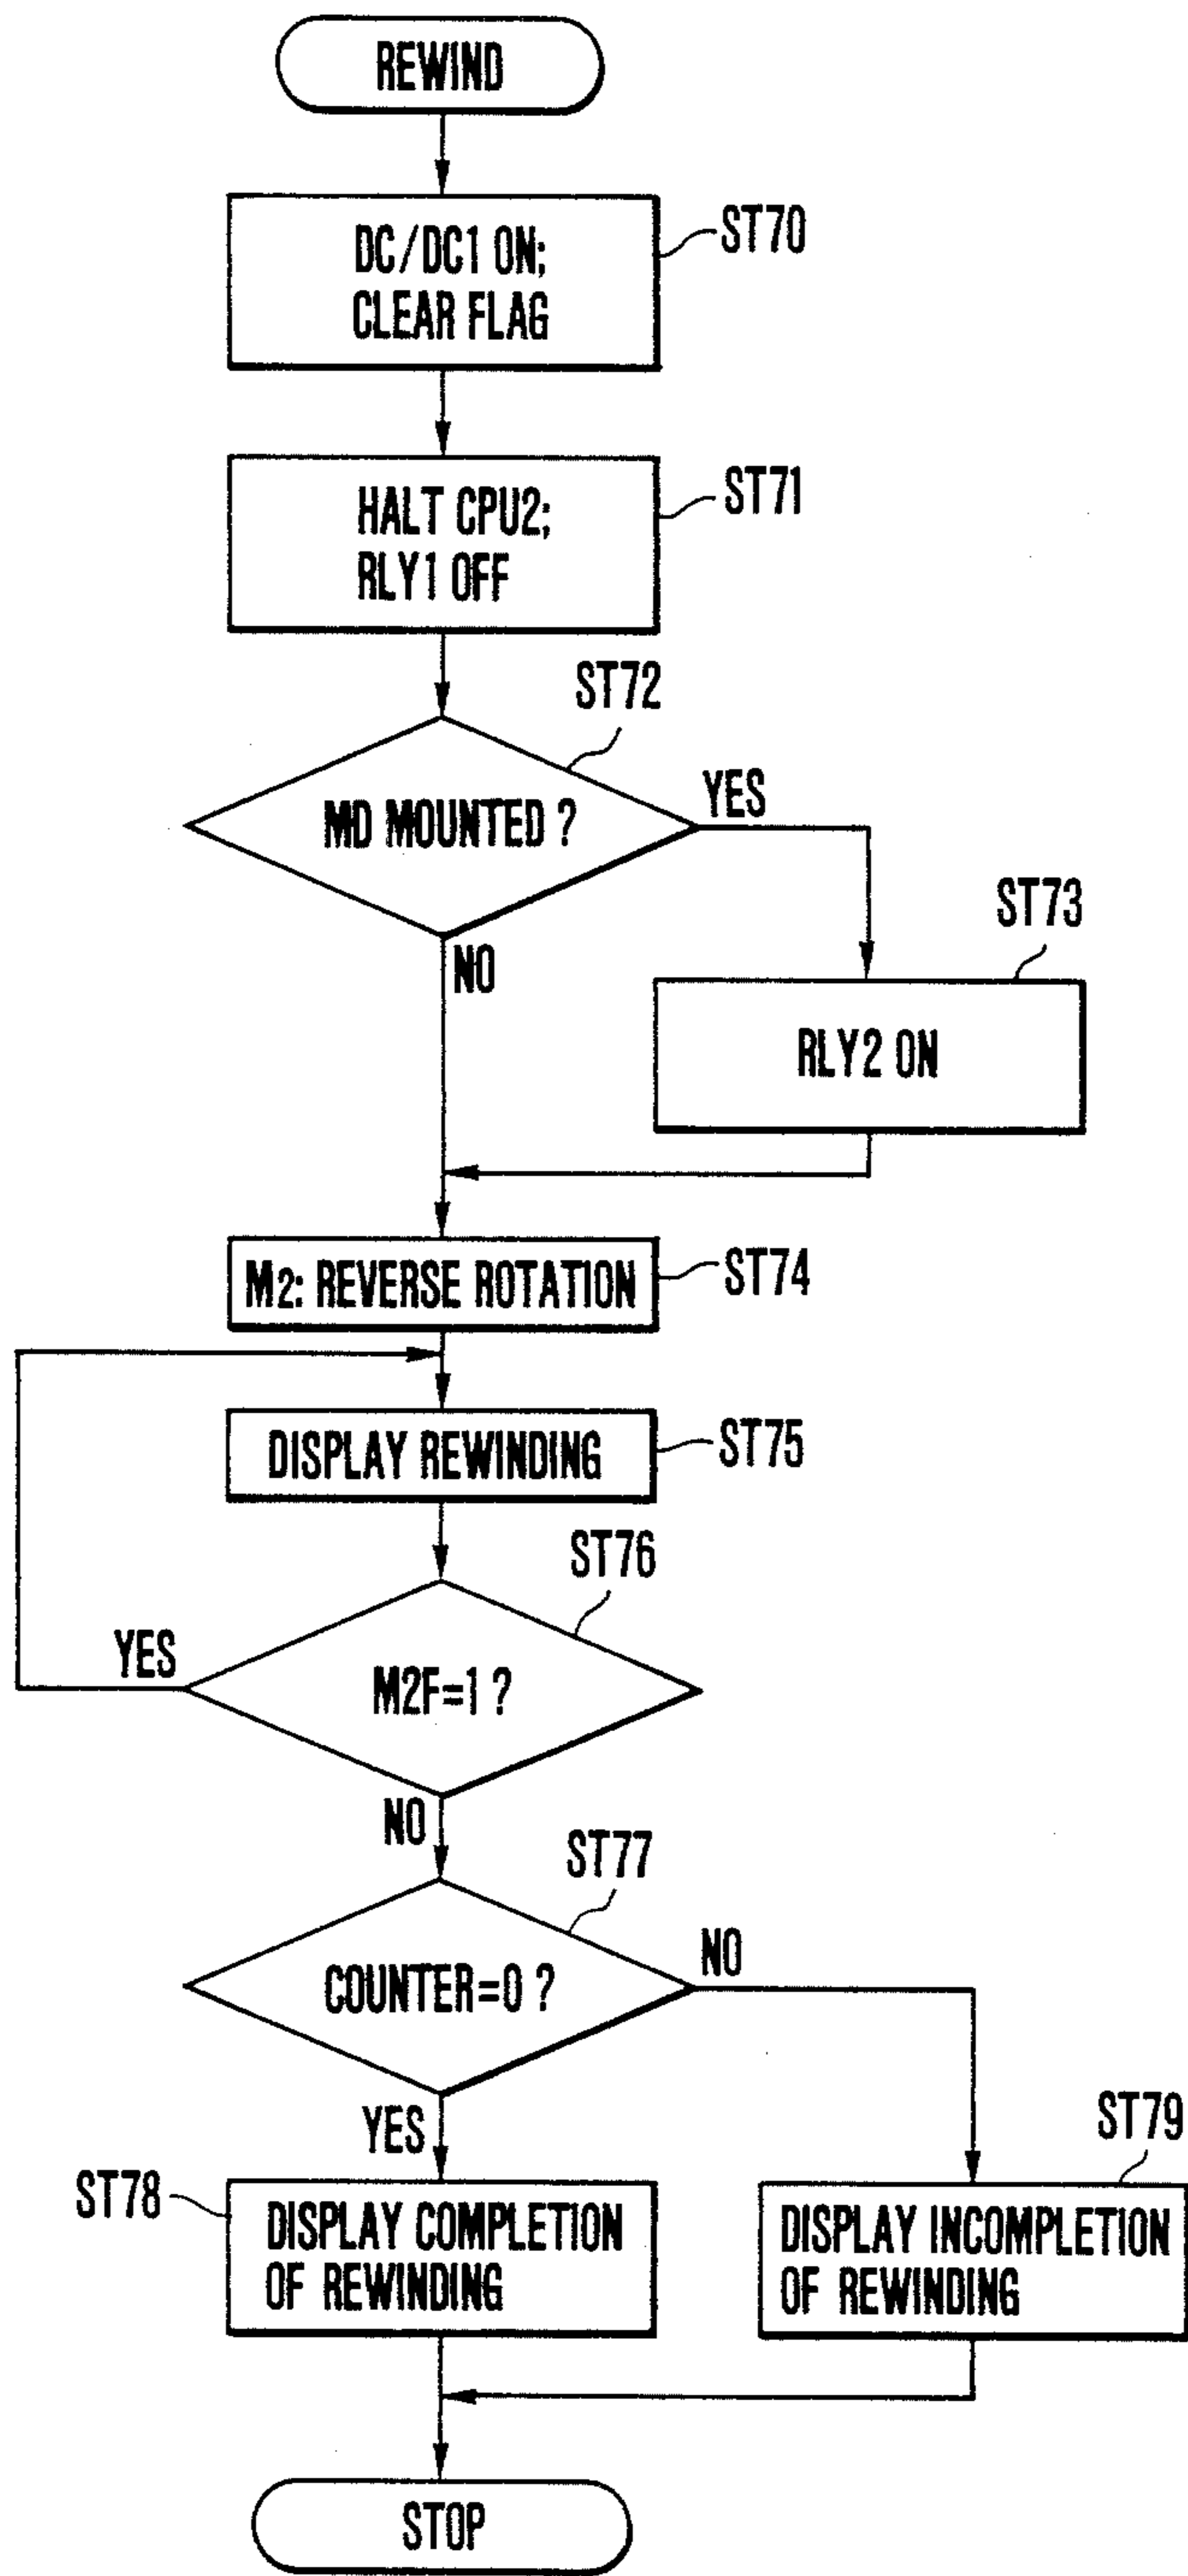 REWIND
DC/DC1 ON;
CLEAR FLAG
ST70
HALT CPU2;
RLY1 OFF
ST71
ST72
MD MOUNTED ?
YES
NO
ST73
RLY2 ON
M2: REVERSE ROTATION
ST74
DISPLAY REWINDING
ST75
ST76
YES
M2F=1 ?
NO
ST77
COUNTER=0 ?
NO
YES
ST78
DISPLAY COMPLETION
OF REWINDING
ST79
DISPLAY INCOMPLETION
OF REWINDING
STOP